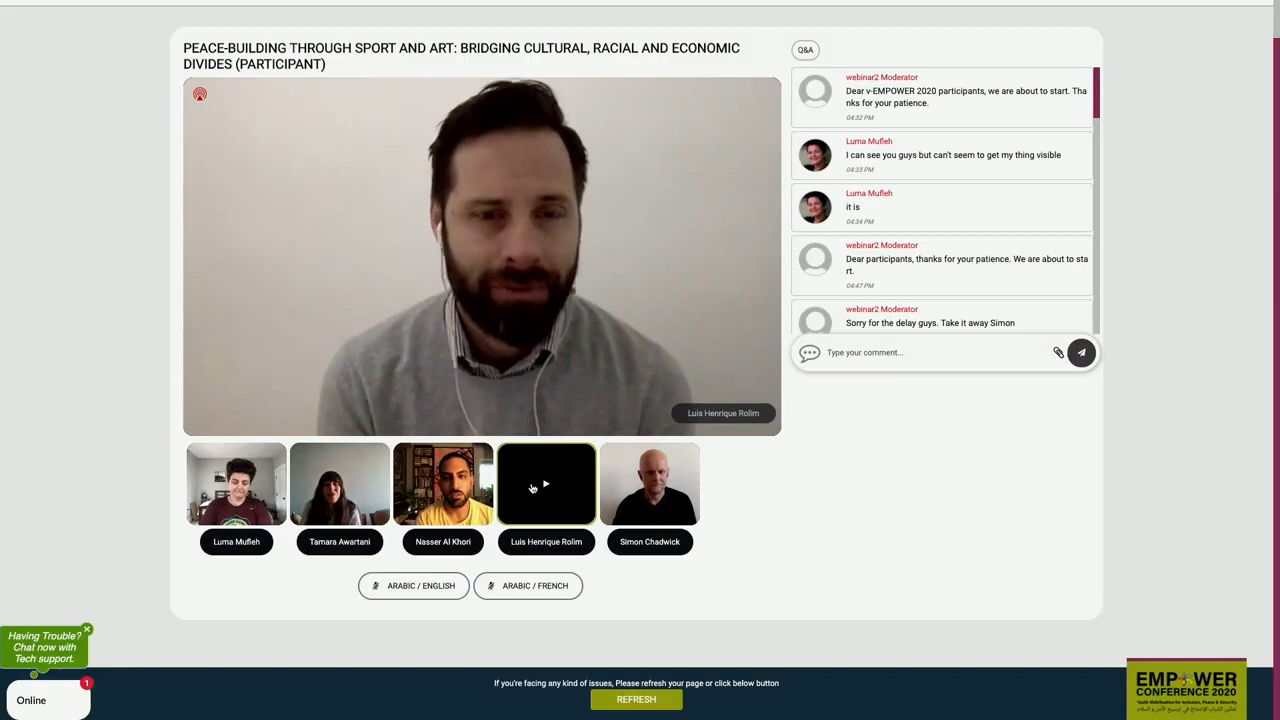 PEACE-BUILDING THROUGH SPORT AND ART: BRIDGING CULTURAL, RACIAL AND ECONOMIC
DIVIDES (PARTICIPANT)
Luis Henrique Rolim
Luma Mufleh
Tamara Awartani
Nasser Al Khori
Luis Henrique Rolim
Simon Chadwick
ARABIC / ENGLISH
ARABIC / FRENCH
Q&A
webinar2 Moderator
Dear v-EMPOWER 2020 participants, we are about to start. Tha
nks for your patience.
04:32 PM
Luma Mufleh
I can see you guys but can't seem to get my thing visible
04:33 PM
Luma Mufleh
it is
04:34 PM
webinar2 Moderator
Dear participants, thanks for your patience. We are about to sta
rt.
04:47 PM
webinar2 Moderator
Sorry for the delay guys. Take it away Simon
Type your comment...
Having Trouble?
Chat now with
Tech support.
Online
1
If you're facing any kind of issues, Please refresh your page or click below button
REFRESH
EMPOWER
CONFERENCE 2020
Youth Mobilisation for Inclusion, Peace & Security